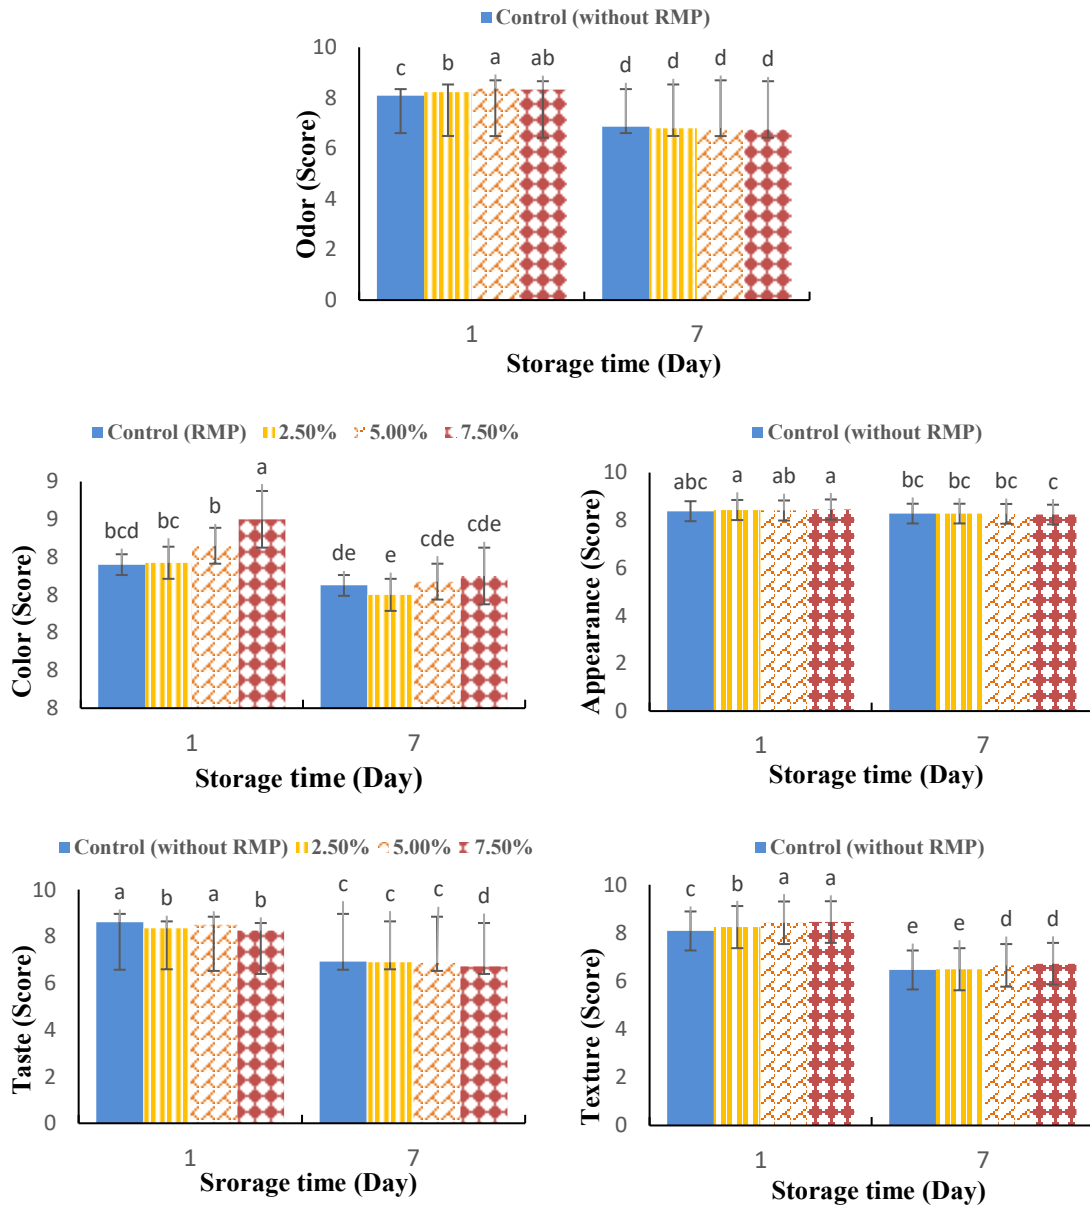 Control (without RMP)
10
8
6
4
2
0
c b a ab d d d d
Odor (Score)
1 7
Storage time (Day)
Control (RMP) 2.50% 5.00% 7.50%
9
9
8
8
8
8
8
bcd bc b a de e cde cde
Color (Score)
1 7
Storage time (Day)
Control (without RMP)
10
8
6
4
2
0
abc a ab a bc bc bc c
Appearance (Score)
1 7
Storage time (Day)
Control (without RMP) 2.50% 5.00% 7.50%
10
8
6
4
2
0
a b a b c c c d
Taste (Score)
1 7
Srorage time (Day)
Control (without RMP)
10
8
6
4
2
0
c b a a e e d d
Texture (Score)
1 7
Storage time (Day)